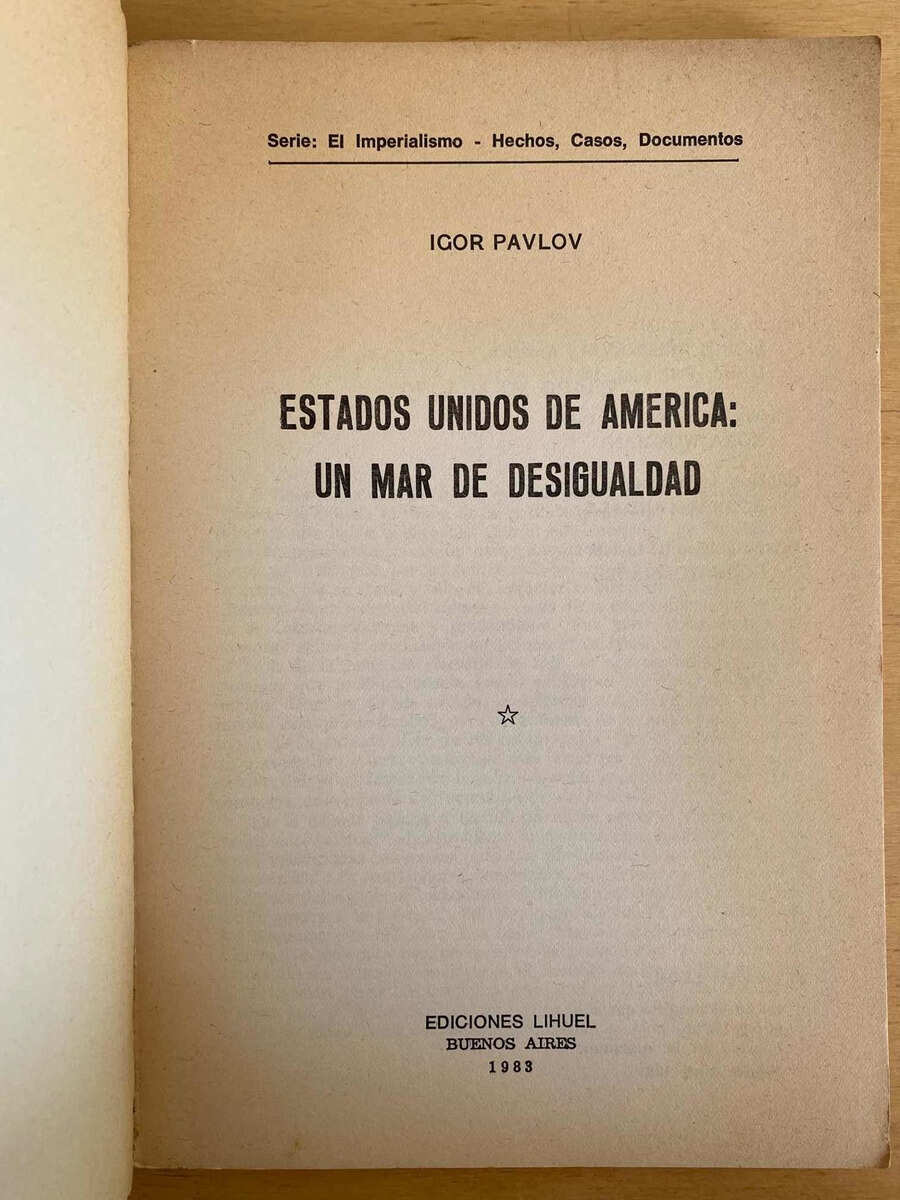 Serie: El Imperialismo - Hechos, Casos, Documentos
IGOR PAVLOV
ESTADOS UNIDOS DE AMERICA:
UN MAR DE DESIGUALDAD
EDICIONES LIHUEL
BUENOS AIRES
1983